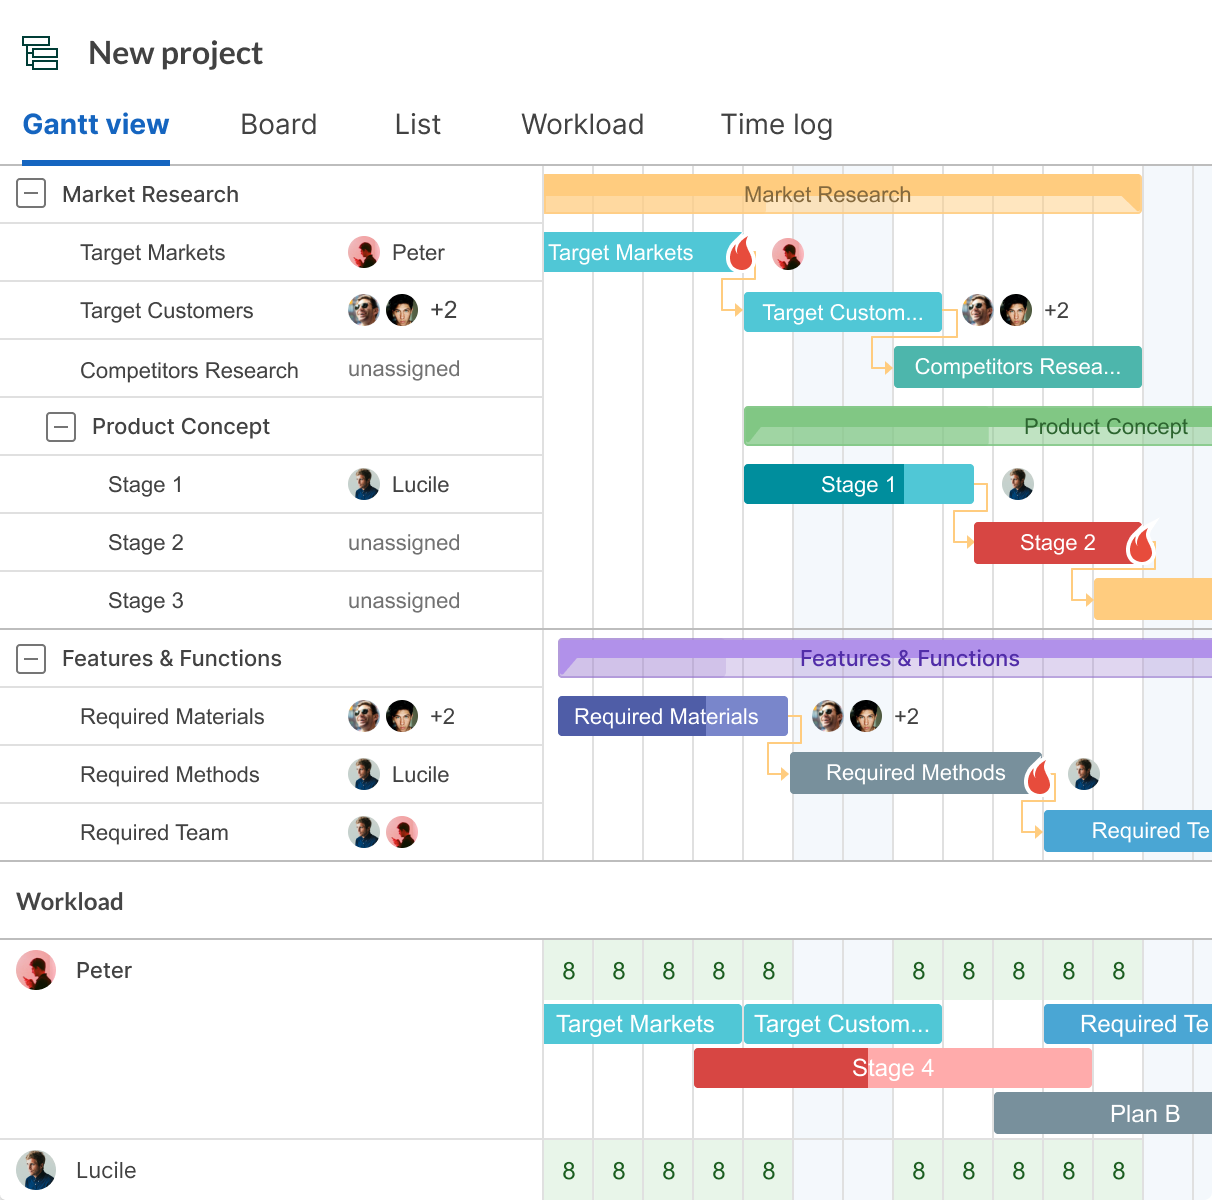 New project
Gantt view Board List Workload Time log
Market Research Market Research
Target Markets Peter Target Markets
Target Customers +2 Target Custom... +2
Competitors Research unassigned Competitors Resea...
Product Concept Product Concept
Stage 1 Lucile Stage 1
Stage 2 unassigned Stage 2
Stage 3 unassigned
Features & Functions Features & Functions
Required Materials +2 Required Materials +2
Required Methods Lucile Required Methods
Required Team Required Te
Workload
Peter 8 8 8 8 8 8 8 8 8 8
Target Markets Target Custom... Required Te
Stage 4
Plan B
Lucile 8 8 8 8 8 8 8 8 8 8